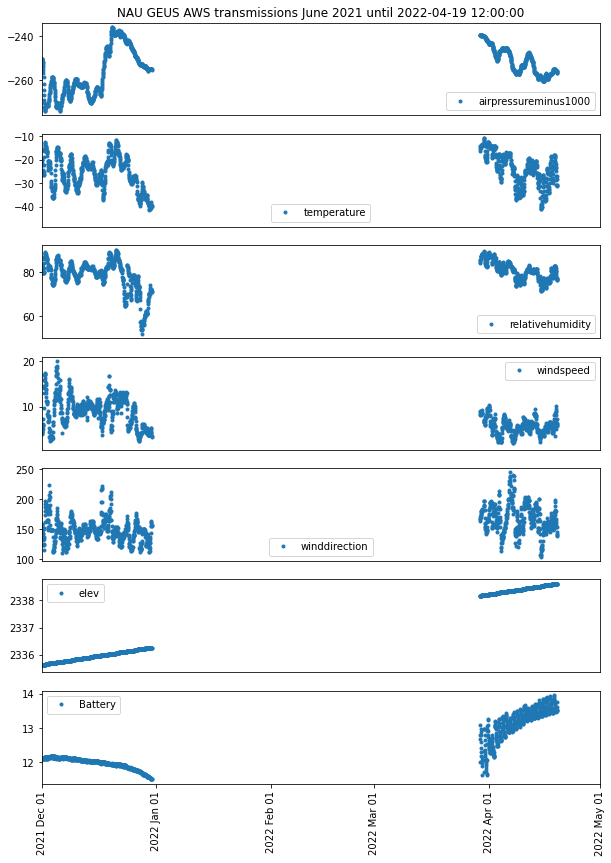 NAU GEUS AWS transmissions June 2021 until 2022-04-19 12:00:00
−240
−260
airpressureminus1000
−10
−20
−30
−40
temperature
80
60
relativehumidity
20
10
windspeed
250
200
150
100
winddirection
2338
2337
2336
elev
14
13
12
Battery
2021 Dec 01
2022 Jan 01
2022 Feb 01
2022 Mar 01
2022 Apr 01
2022 May 01